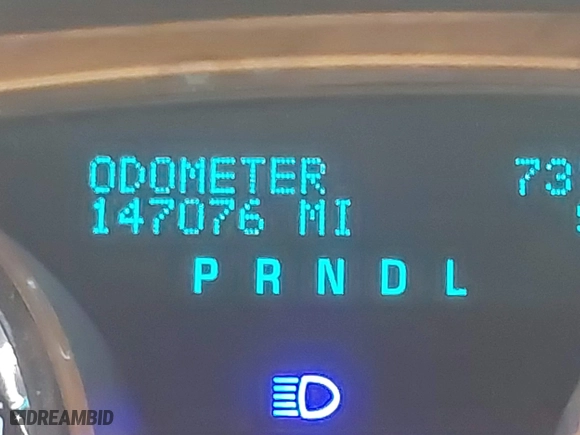 ODOMETER 73
147076 MI
P R N D L
DREAMBID